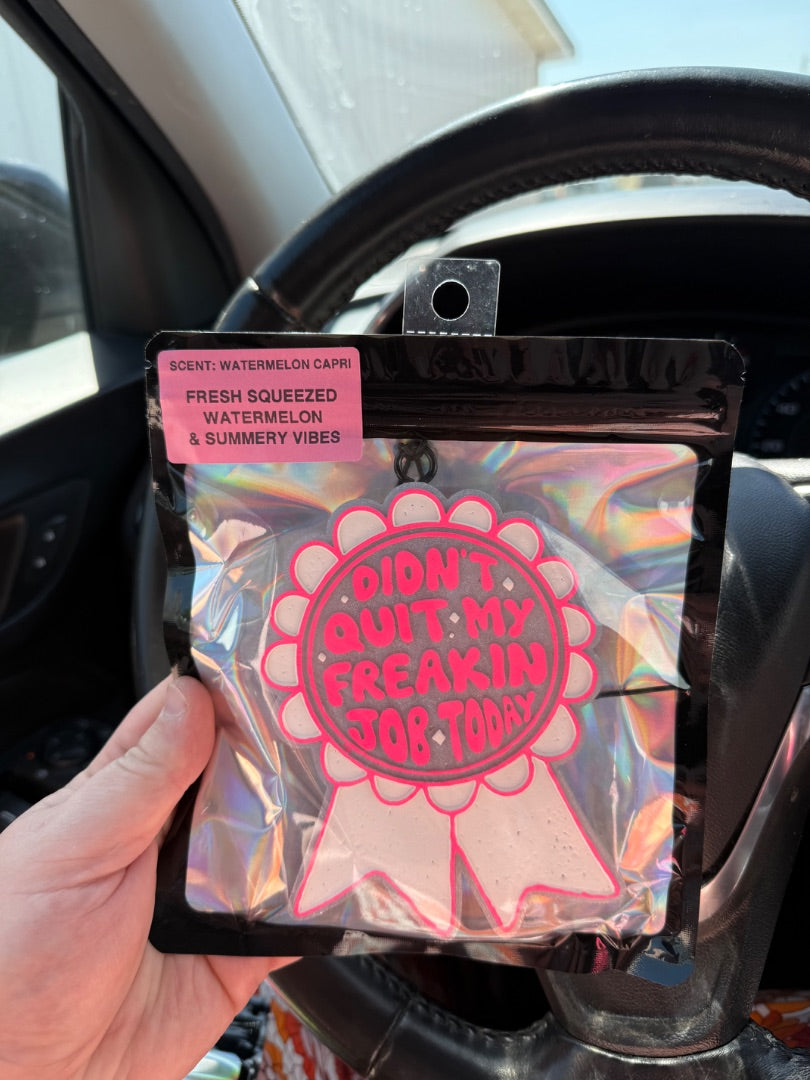 SCENT: WATERMELON CAPRI
FRESH SQUEEZED
WATERMELON
& SUMMERY VIBES
DIDN'T
QUIT MY
FREAKIN
JOB TODAY